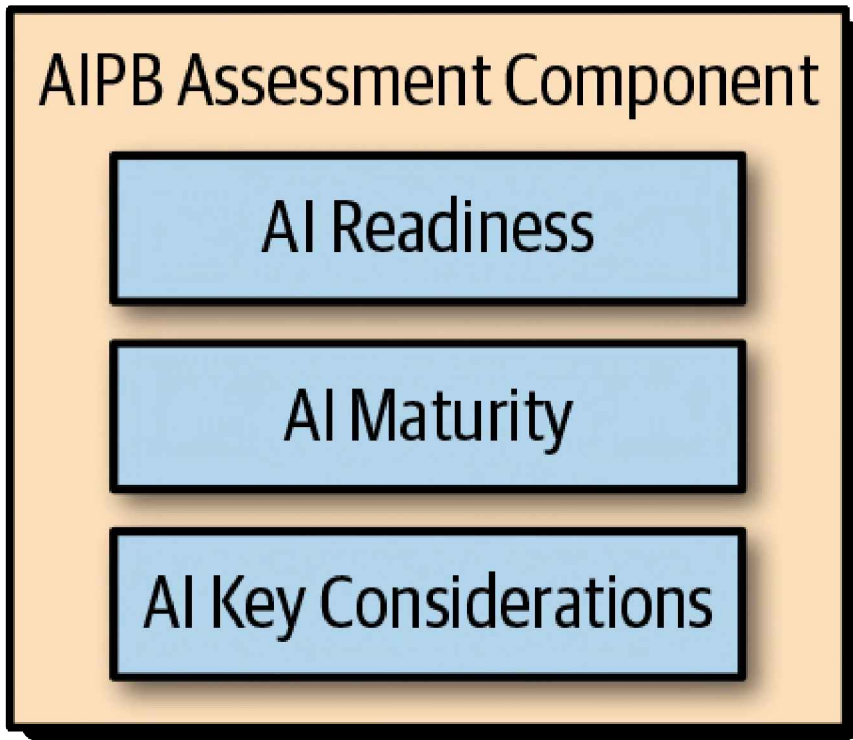 AIPB Assessment Component
AI Readiness
AI Maturity
AI Key Considerations